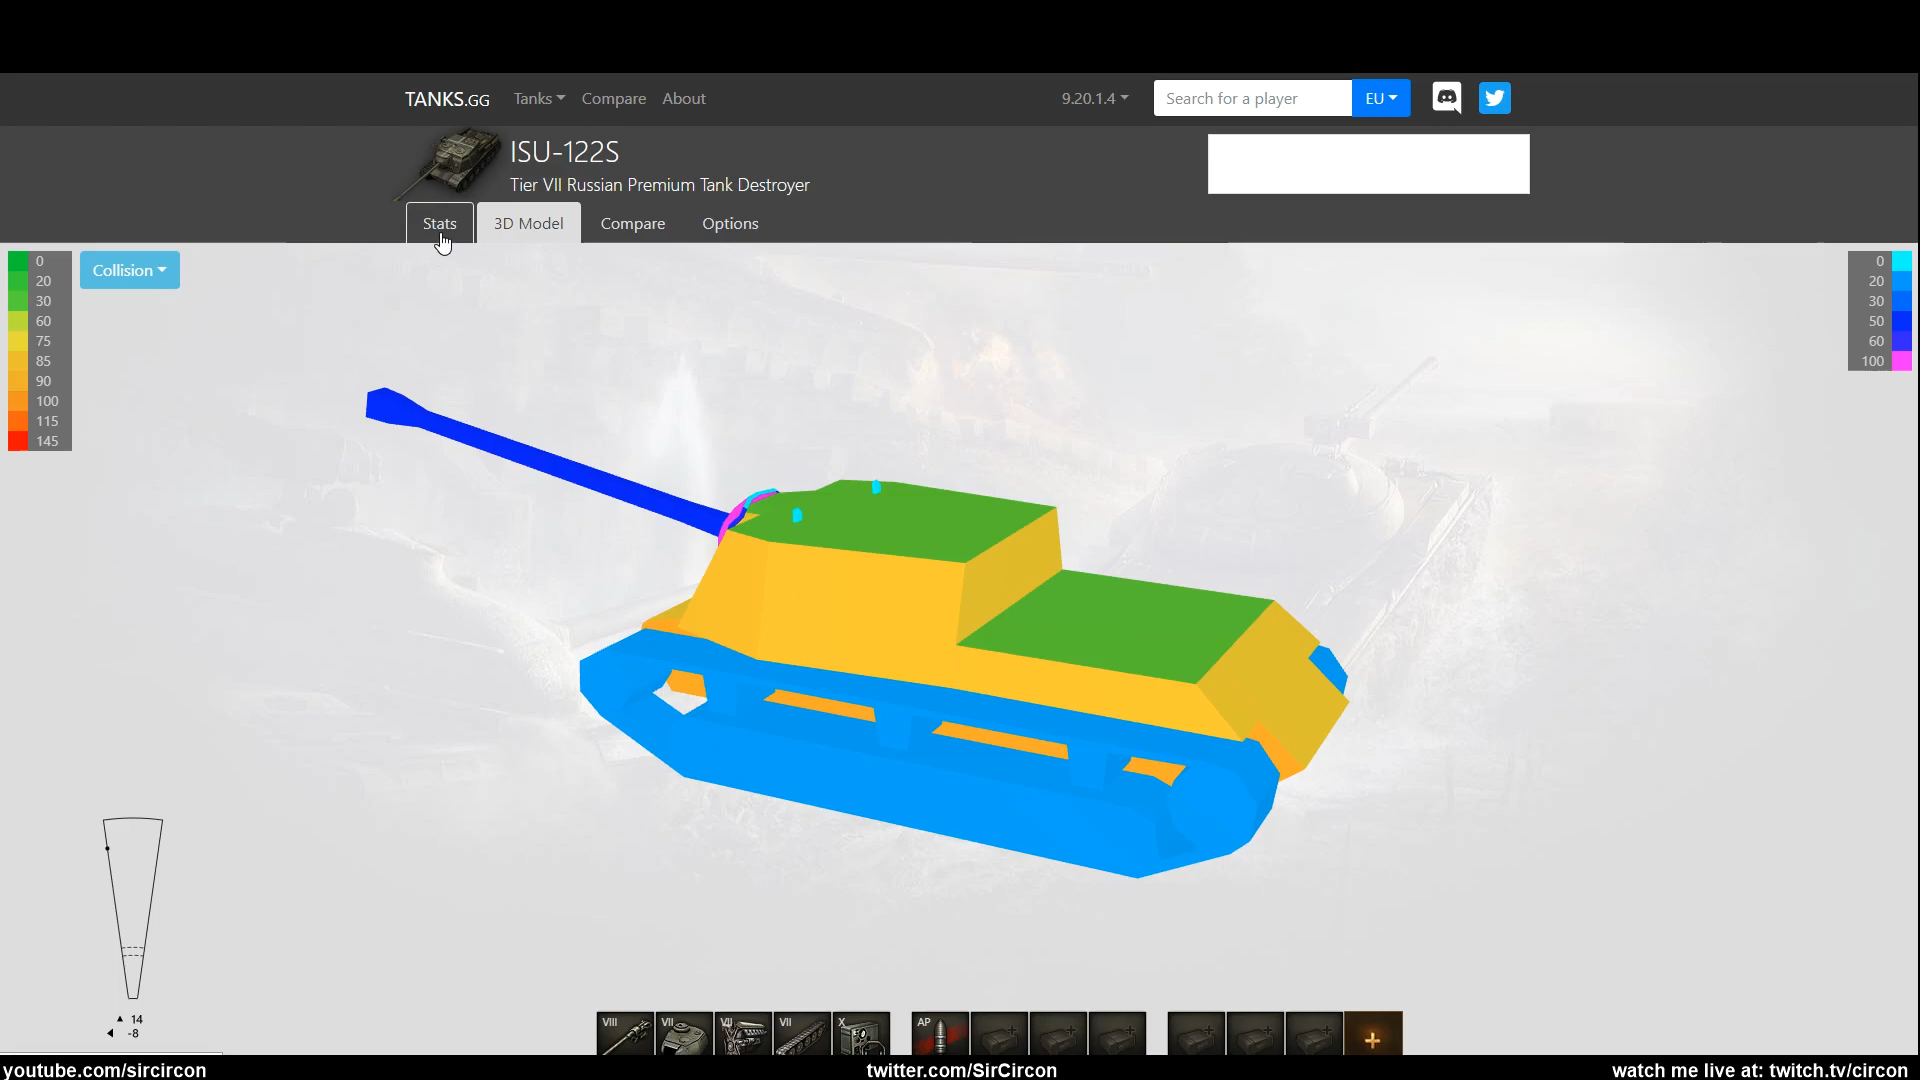 TANKS.GG Tanks Compare About 9.20.1.4 Search for a player EU
ISU-122S
Tier VII Russian Premium Tank Destroyer
Stats 3D Model Compare Options
Collision
0
20
30
60
75
85
90
100
115
145
0
20
30
50
60
100
14
-8
VIII VII VII VII X AP
youtube.com/sircircon twitter.com/SirCircon watch me live at: twitch.tv/circon